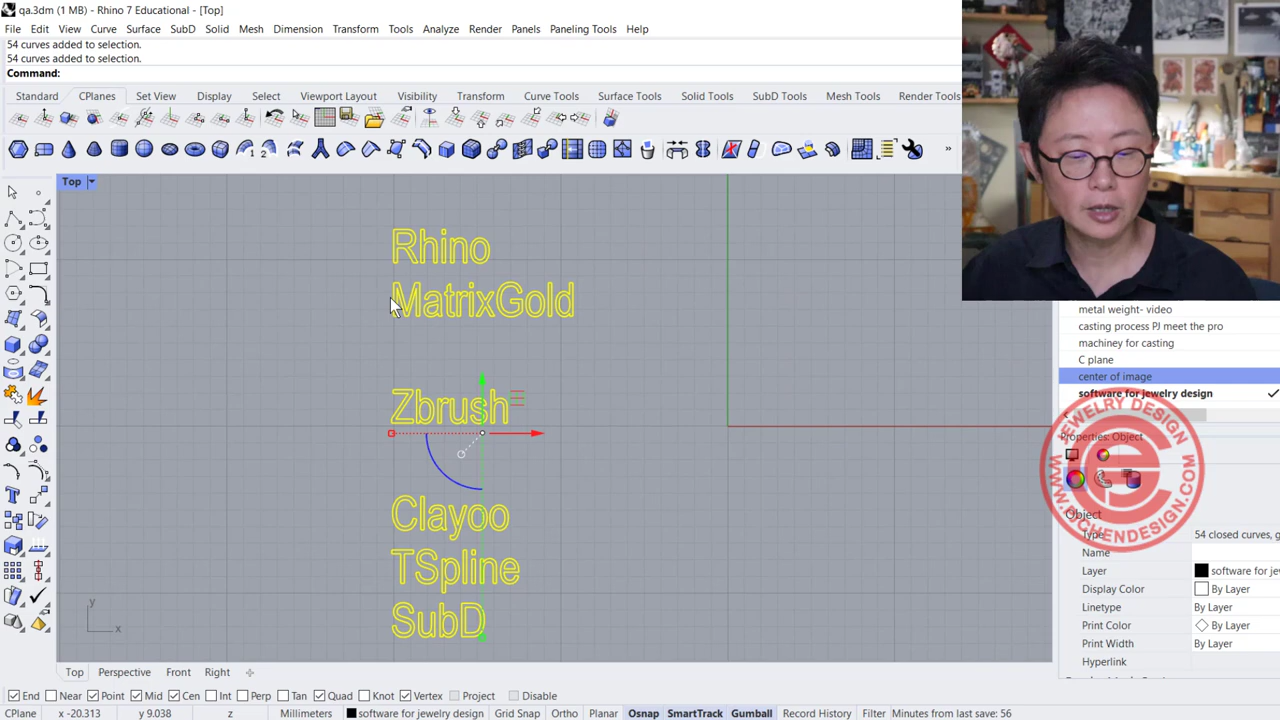 qa.3dm (1 MB) - Rhino 7 Educational - [Top]
File Edit View Curve Surface SubD Solid Mesh Dimension Transform Tools Analyze Render Panels Paneling Tools Help
54 curves added to selection.
54 curves added to selection.
Command:
Standard CPlanes Set View Display Select Viewport Layout Visibility Transform Curve Tools Surface Tools Solid Tools SubD Tools Mesh Tools Render Tools
Top
Rhino
MatrixGold
Zbrush
Clayoo
TSpline
SubD
y
x
metal weight- video
casting process PJ meet the pro
machiney for casting
C plane
center of image
software for jewelry design
Properties: Object
JEWELRY DESIGN
WWW.PJCHENDESIGN.COM
Object
Type 54 closed curves, g
Name
Layer software for jew
Display Color By Layer
Linetype By Layer
Print Color By Layer
Print Width By Layer
Hyperlink
Top Perspective Front Right
End Near Point Mid Cen Int Perp Tan Quad Knot Vertex Project Disable
CPlane x -20.313 y 9.038 z Millimeters software for jewelry design Grid Snap Ortho Planar Osnap SmartTrack Gumball Record History Filter Minutes from last save: 56